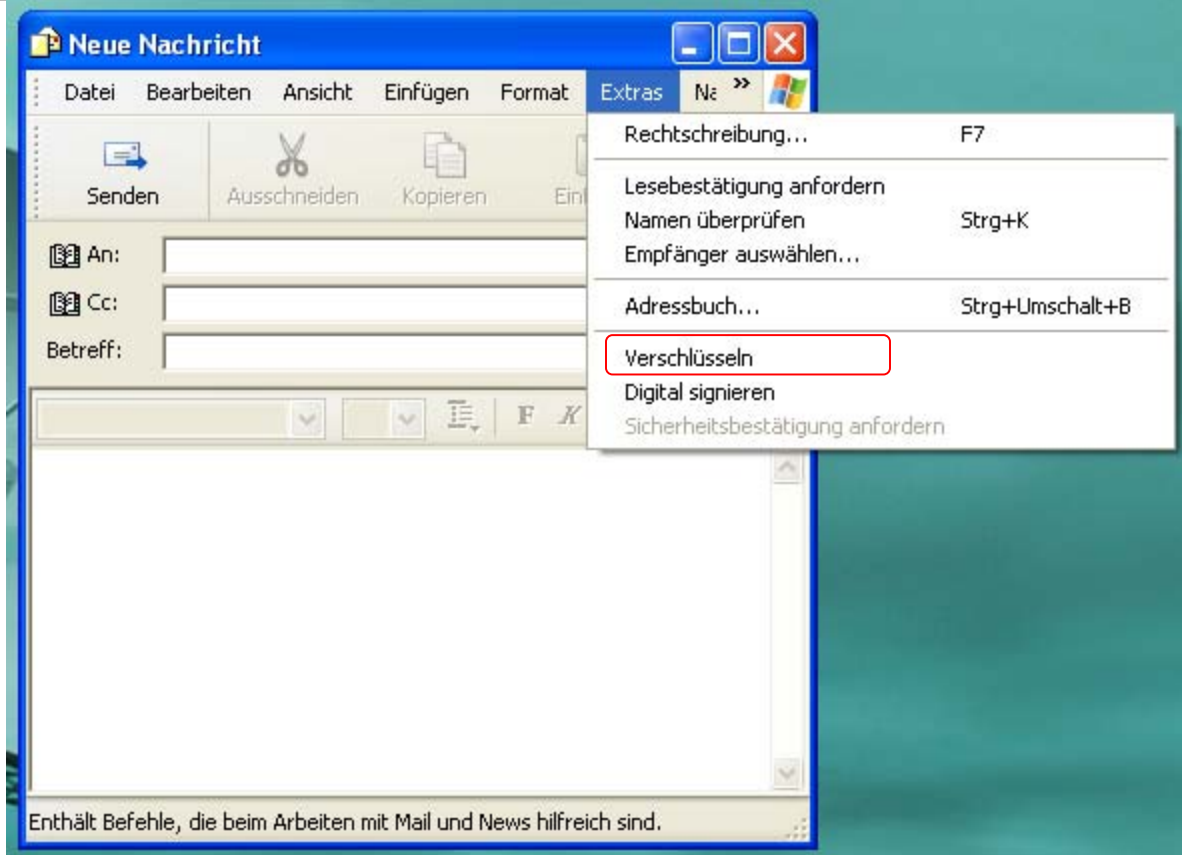 Neue Nachricht
Datei Bearbeiten Ansicht Einfügen Format Extras
Rechtschreibung... F7
Lesebestätigung anfordern
Namen überprüfen Strg+K
Empfänger auswählen...
Adressbuch... Strg+Umschalt+B
Verschlüsseln
Digital signieren
Sicherheitsbestätigung anfordern
Senden Ausschneiden Kopieren
An:
Cc:
Betreff:
F K
Enthält Befehle, die beim Arbeiten mit Mail und News hilfreich sind.